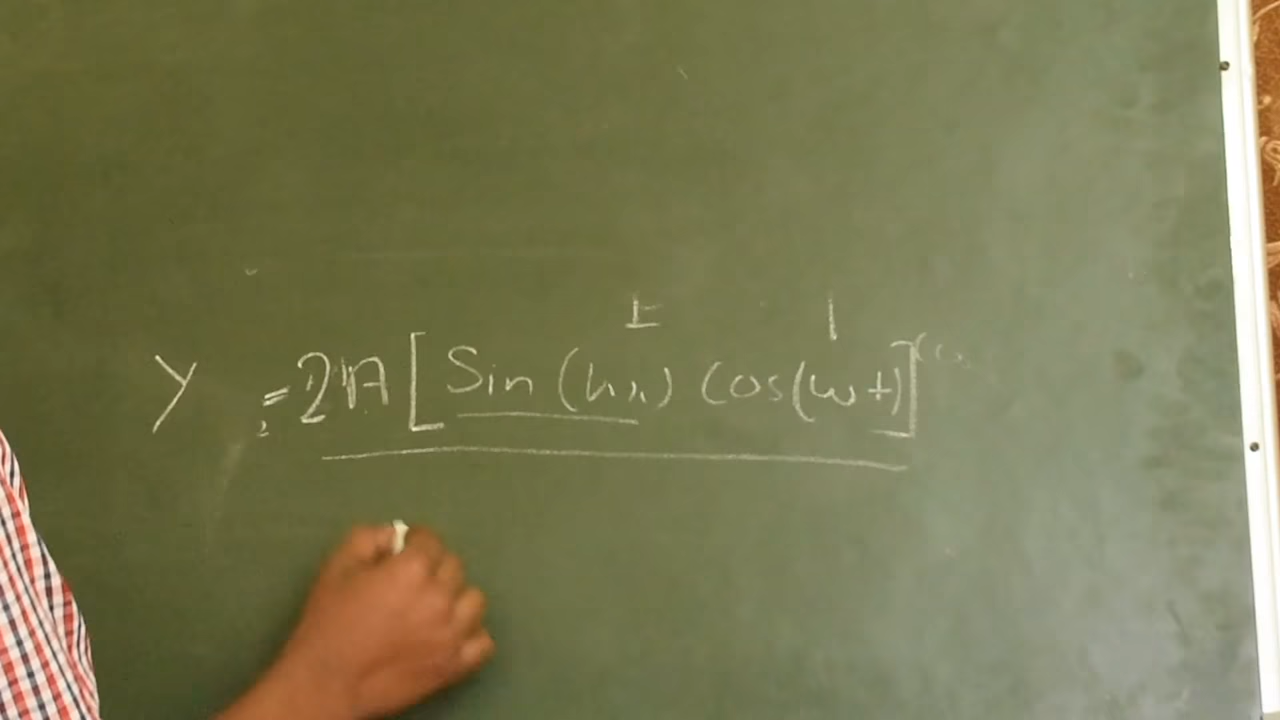 Y = 2A [Sin (kx) Cos(ωt)]